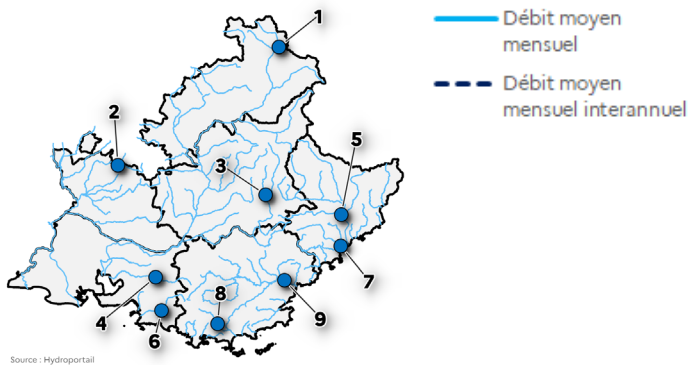 1
Débit moyen
mensuel
Débit moyen
mensuel interannuel
2
5
3
7
8
4
9
6
Source : Hydroportail